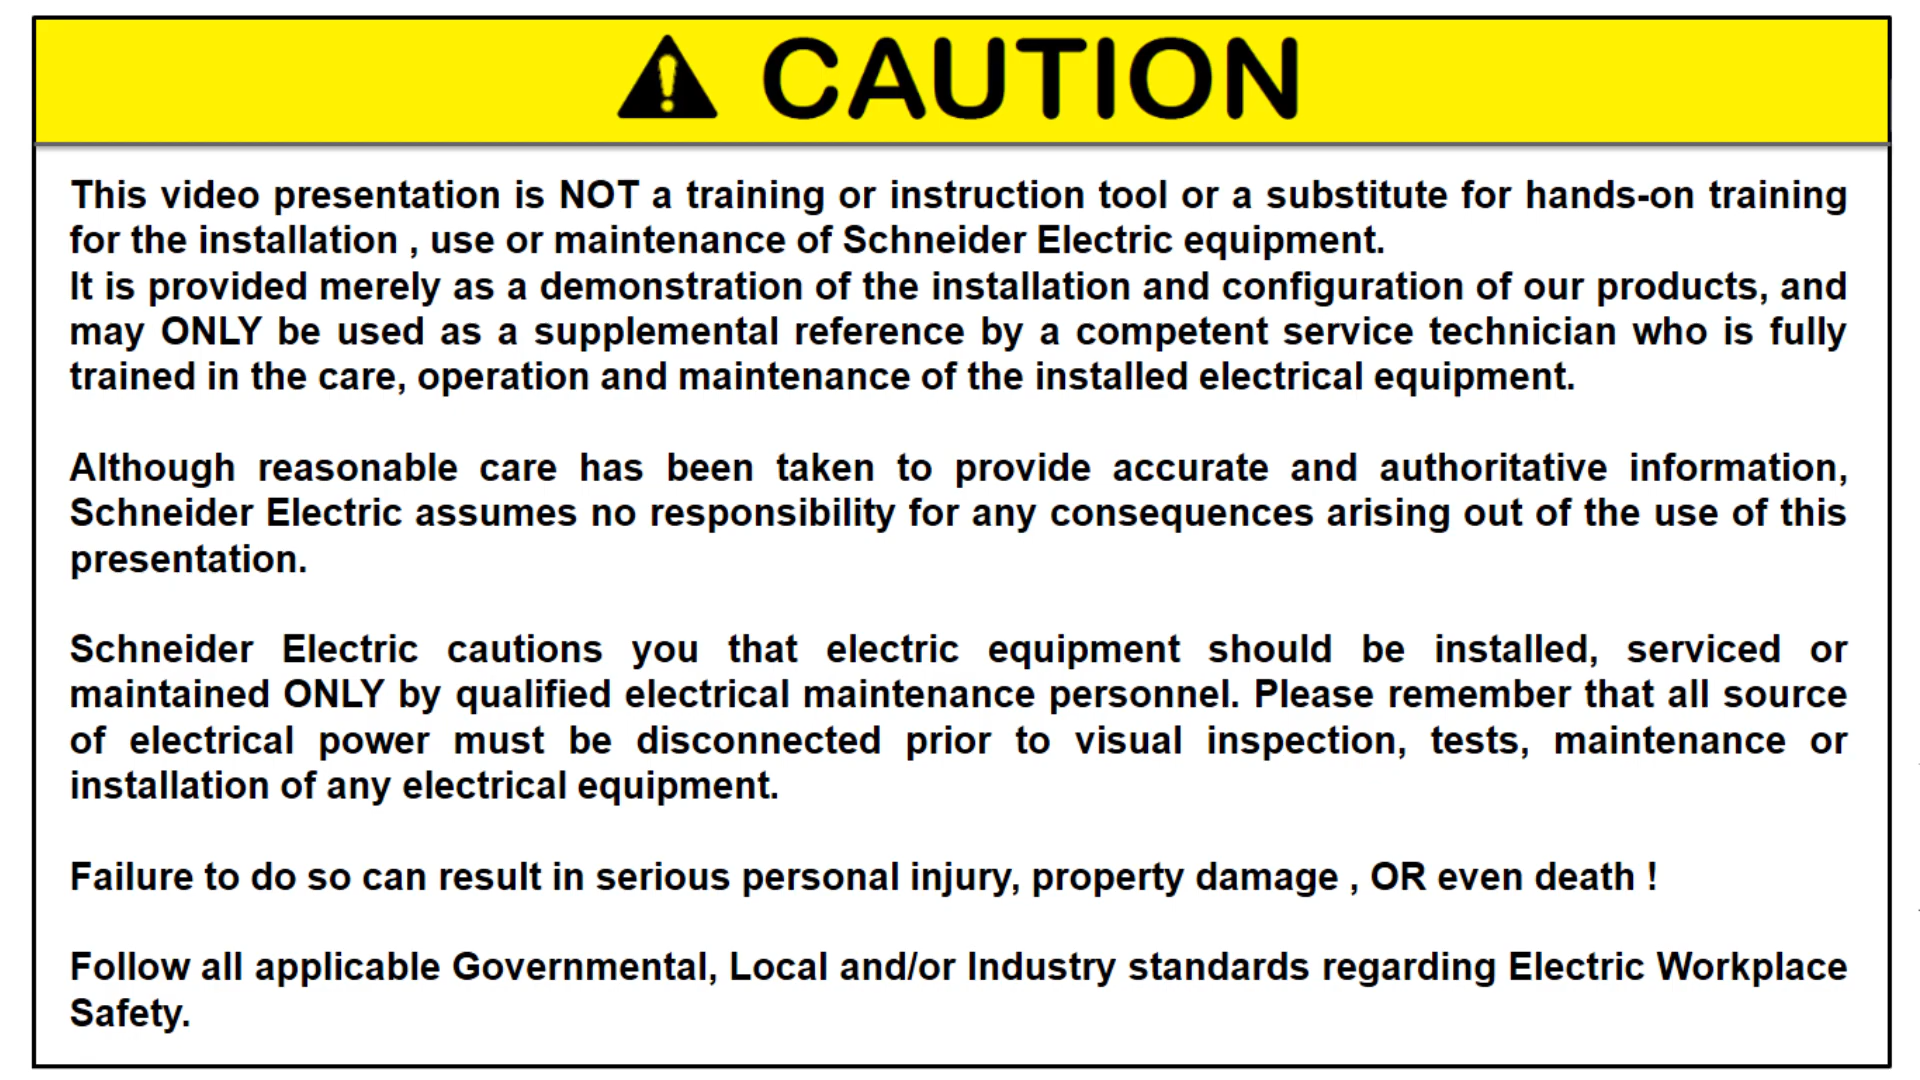 CAUTION
This video presentation is NOT a training or instruction tool or a substitute for hands-on training
for the installation , use or maintenance of Schneider Electric equipment.
It is provided merely as a demonstration of the installation and configuration of our products, and
may ONLY be used as a supplemental reference by a competent service technician who is fully
trained in the care, operation and maintenance of the installed electrical equipment.
Although reasonable care has been taken to provide accurate and authoritative information,
Schneider Electric assumes no responsibility for any consequences arising out of the use of this
presentation.
Schneider Electric cautions you that electric equipment should be installed, serviced or
maintained ONLY by qualified electrical maintenance personnel. Please remember that all source
of electrical power must be disconnected prior to visual inspection, tests, maintenance or
installation of any electrical equipment.
Failure to do so can result in serious personal injury, property damage , OR even death !
Follow all applicable Governmental, Local and/or Industry standards regarding Electric Workplace
Safety.